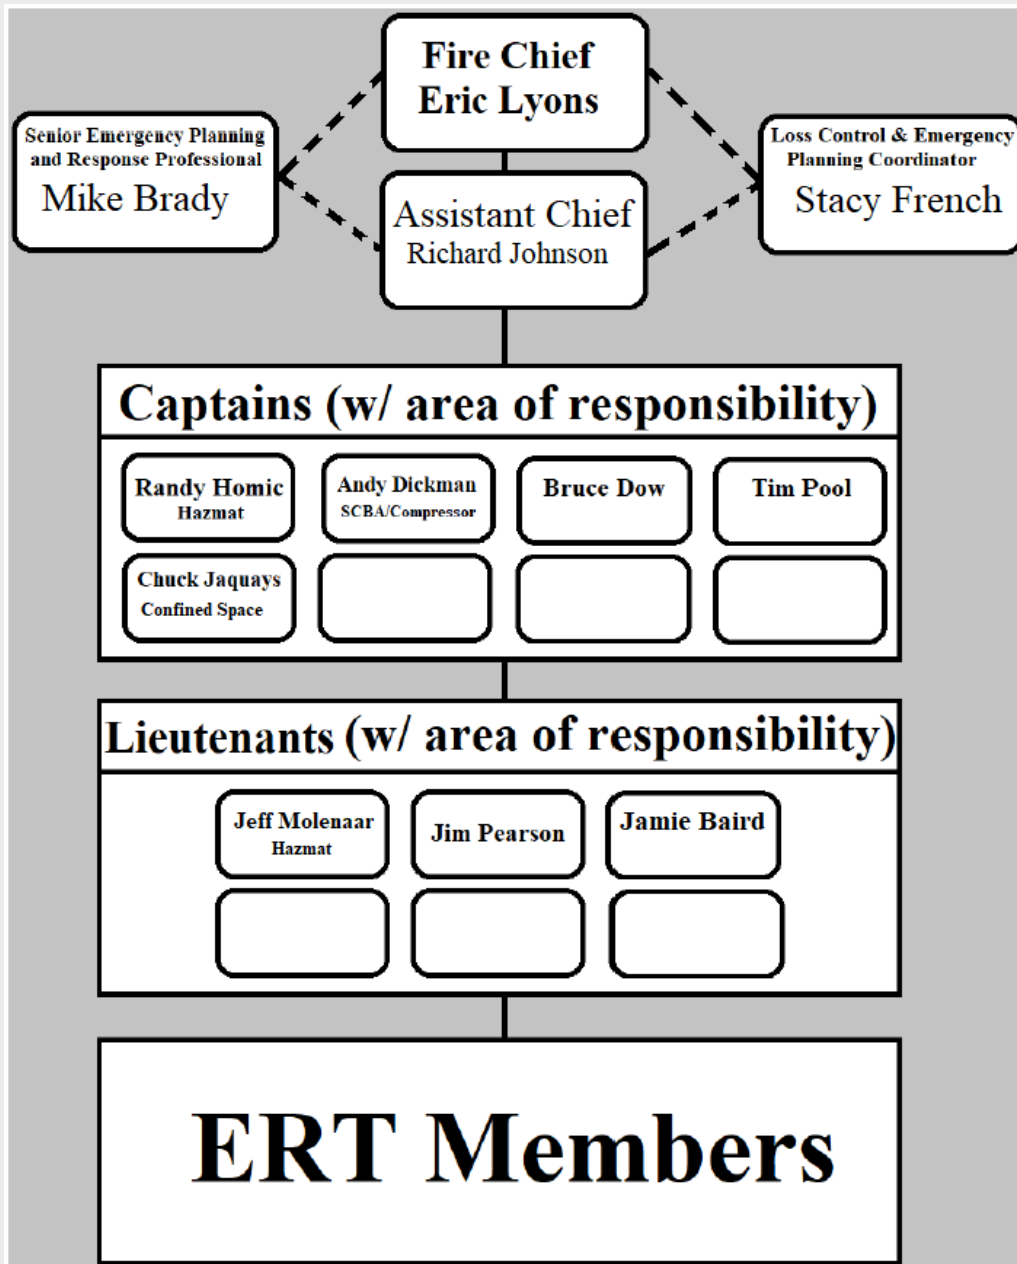 Fire Chief
Eric Lyons
Senior Emergency Planning
and Response Professional
Mike Brady
Assistant Chief
Richard Johnson
Loss Control & Emergency
Planning Coordinator
Stacy French
Captains (w/ area of responsibility)
Randy Homic
Hazmat
Andy Dickman
SCBA/Compressor
Bruce Dow
Tim Pool
Chuck Jaquays
Confined Space
Lieutenants (w/ area of responsibility)
Jeff Molenaar
Hazmat
Jim Pearson
Jamie Baird
ERT Members